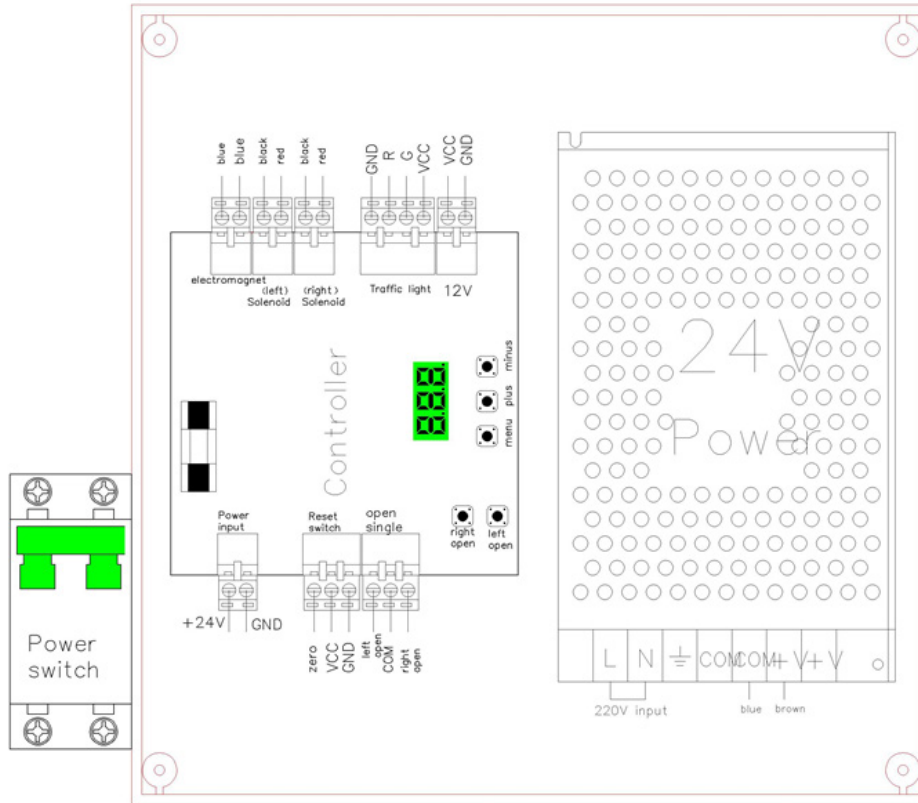 blue
blue
black
red
black
red
GND
R
G
VCC
VCC
GND
electromagnet
(left)
Solenoid
(right)
Solenoid
Traffic light
12V
Controller
888
minus
plus
menu
24V
Power
Power
input
Reset
switch
open
single
right
open
left
open
+24V
GND
zero
VCC
GND
left
open
COM
right
open
Power
switch
L N COM COM +V +V
220V input
blue
brown